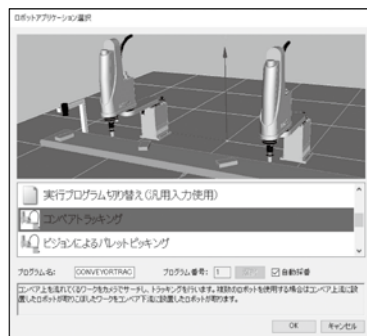 ロボットアプリケーション選択
実行プログラム切り替え(汎用入力使用)
コンベアトラッキング
ビジョンによるパレットピッキング
プログラム名: CONVEYORTRAC プログラム番号: 1 自動採番
コンベア上を流れているワークをカメラでサーチし、トラッキングを行います。複数のロボットを使用する場合はコンベア上流に設
置したロボットが取りこぼしたワークをコンベア下流に設置したロボットが取ります。
OK キャンセル